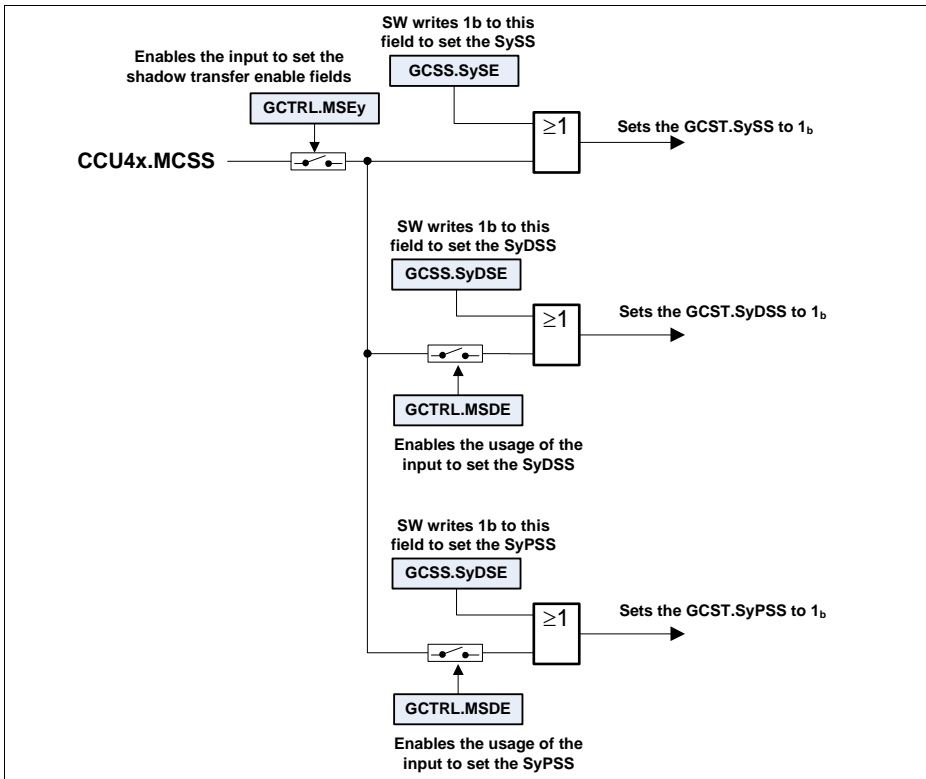 SW writes 1b to this
field to set the SySS
Enables the input to set the
shadow transfer enable fields
GCSS.SySE
GCTRL.MSEy
≥1
Sets the GCST.SySS to 1b
CCU4x.MCSS
SW writes 1b to this
field to set the SyDSS
GCSS.SyDSE
≥1
Sets the GCST.SyDSS to 1b
GCTRL.MSDE
Enables the usage of the
input to set the SyDSS
SW writes 1b to this
field to set the SyPSS
GCSS.SyDSE
≥1
Sets the GCST.SyPSS to 1b
GCTRL.MSDE
Enables the usage of the
input to set the SyPSS